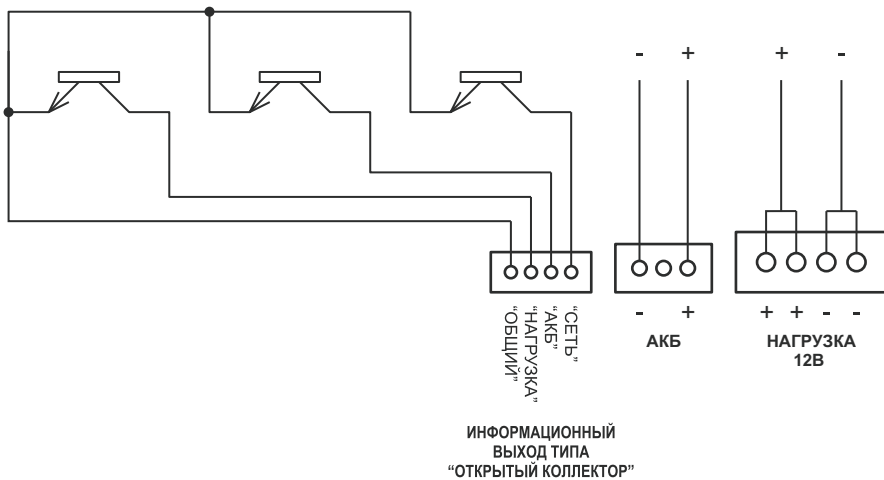 - + + -
“ОБЩИЙ”
“НАГРУЗКА”
“АКБ”
“СЕТЬ”
- +
АКБ
+ + - -
НАГРУЗКА
12В
ИНФОРМАЦИОННЫЙ
ВЫХОД ТИПА
“ОТКРЫТЫЙ КОЛЛЕКТОР”